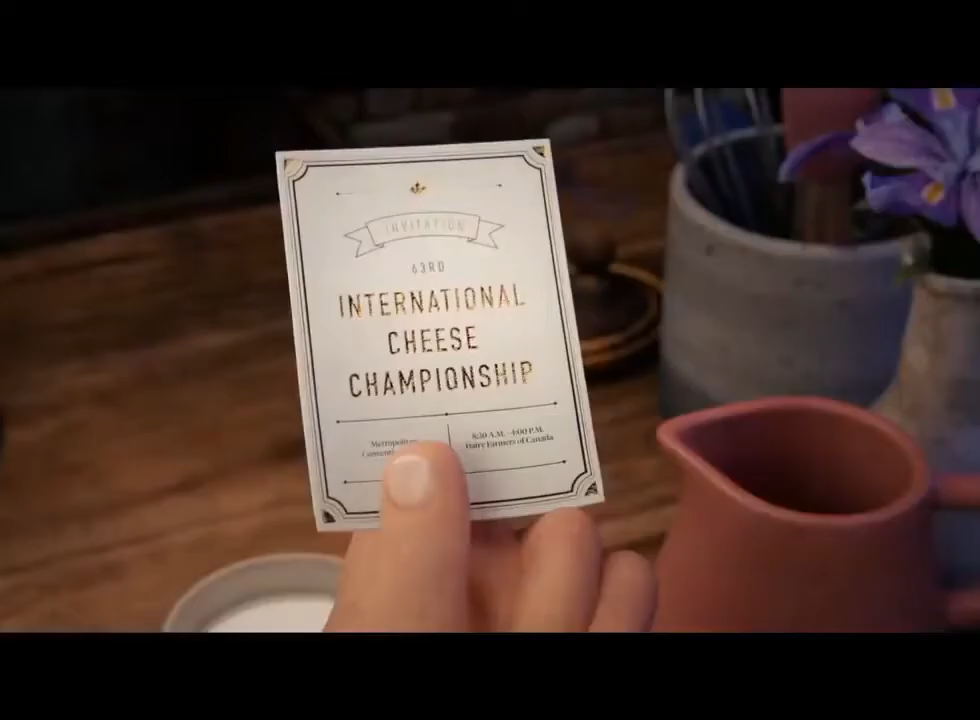 INVITATION
63RD
INTERNATIONAL
CHEESE
CHAMPIONSHIP
8:30 A.M. - 4:00 P.M.
Dairy Farmers of Canada